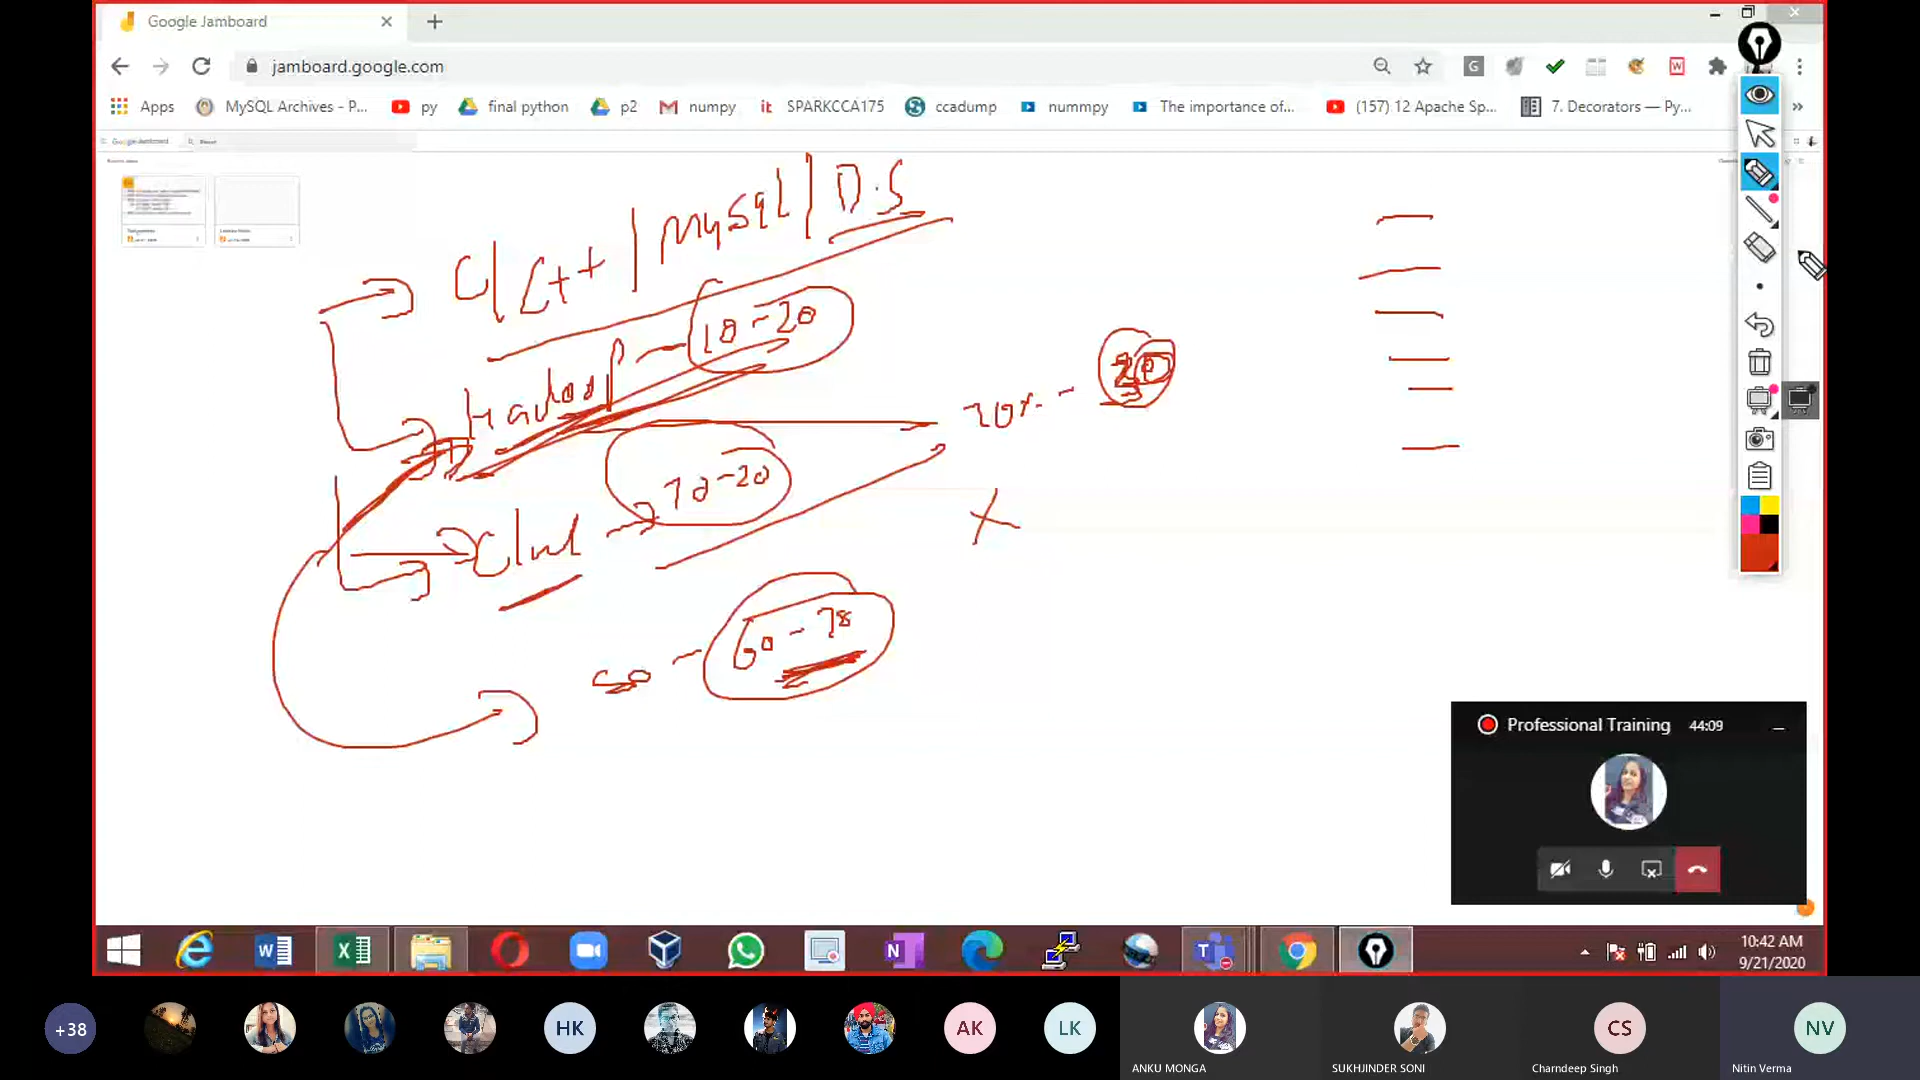 Google Jamboard
jamboard.google.com
Apps
MySQL Archives - P...
py
final python
p2
numpy
SPARKCCA175
ccadump
nummpy
The importance of...
(157) 12 Apache Sp...
7. Decorators — Py...
Google Jamboard
C/C++ | MySql | D.S
Hadoop - 10-20
20% - 20
10-20
60 - 70
Professional Training
44:09
10:42 AM
9/21/2020
+38
HK
AK
LK
ANKU MONGA
SUKHJINDER SONI
CS
Charndeep Singh
NV
Nitin Verma